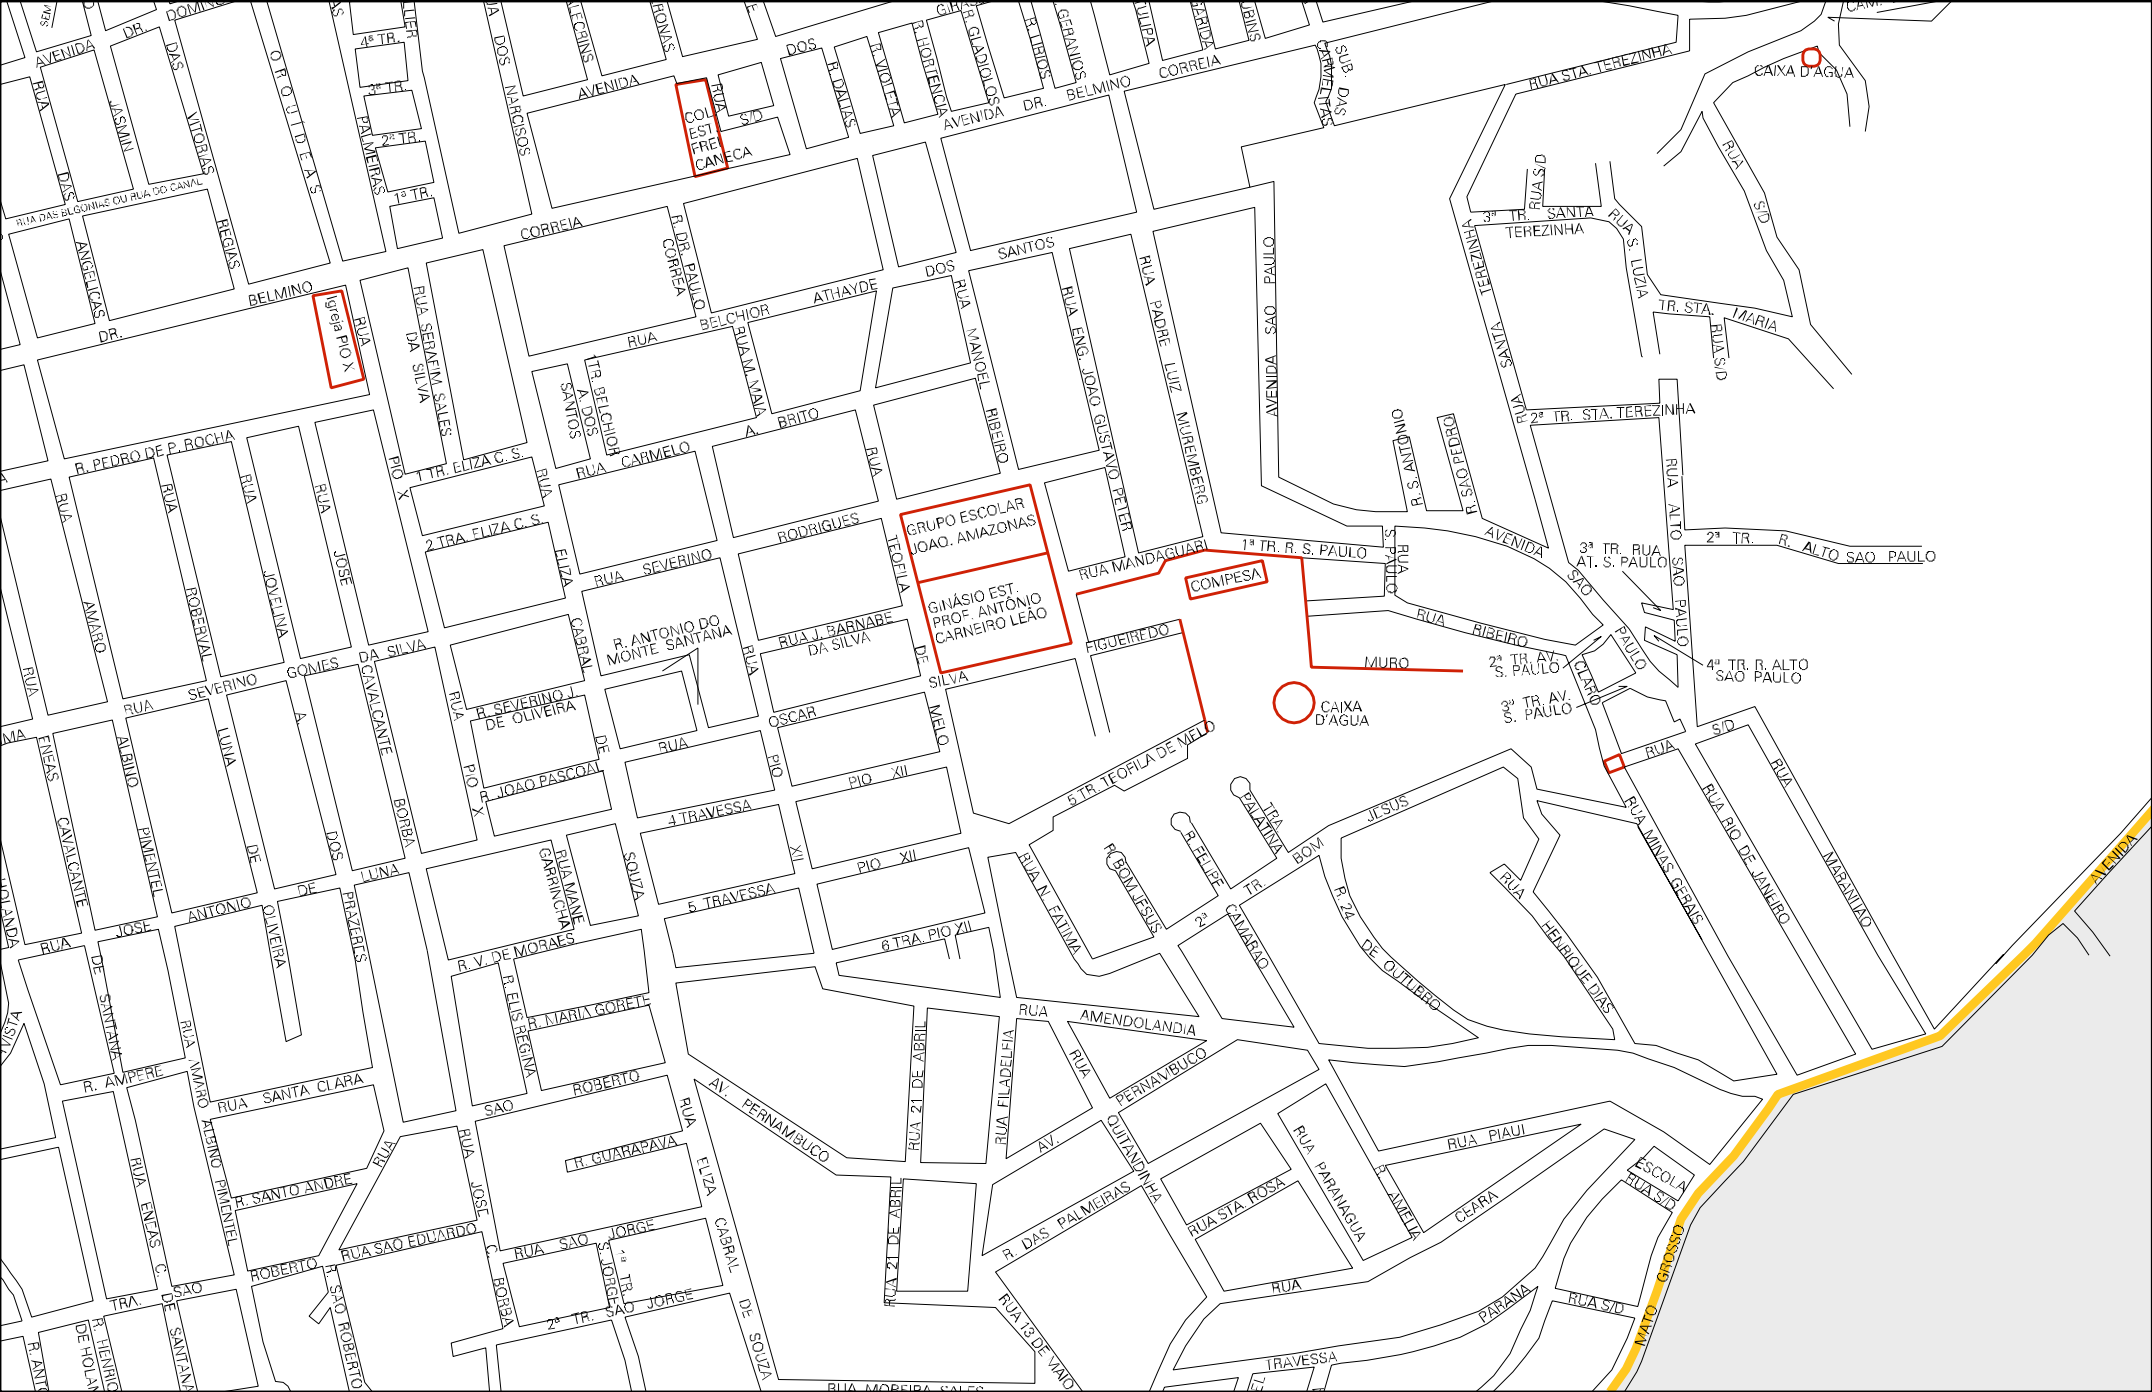 SEM
AVENIDA
DR.
DAS
VITORIAS
REGIAS
RUA
DAS
ANGELICAS
JASMIN
RUA DAS BEGONIAS OU RUA DO CANAL
ORQUÍDEAS
4ª TR.
3ª TR.
2ª TR.
1ª TR.
PALMEIRAS
DOS
NARCISOS
AVENIDA
RUA
S/D
COL.
EST.
FREI
CANECA
DOS
R. DALIAS
R. VIOLETA
R. HORTENCIA
R. GLADIOLOS
R. LIRIOS
GERANIOS
TULIPA
AVENIDA DR. BELMINO CORREIA
SUB. DAS
CARMELITAS
RUA STA. TEREZINHA
CAIXA D'AGUA
RUA
S/D
RUA S/D
3ª TR. SANTA
TEREZINHA
RUA S. LUZIA
TR. STA. MARIA
RUA S/D
RUA SANTA TEREZINHA
2ª TR. STA. TEREZINHA
AVENIDA SAO PAULO
DR. BELMINO CORREIA
Igreja PIO X
RUA
PIO X
RUA SERAFIM SALES
DA SILVA
R. DR. PAULO
CORREA
RUA BELCHIOR ATHAYDE DOS SANTOS
1TR. BELCHIOR
A. DOS
SANTOS
RUA M. MAIA
RUA MANOEL RIBEIRO
RUA ENG. JOAO GUSTAVO PETER
RUA PADRE LUIZ MUREMBERG
R. S. ANTONIO
R. SAO PEDRO
R. PEDRO DE P. ROCHA
1 TR. ELIZA C. S.
2 TRA. ELIZA C. S.
RUA CARMELO A. BRITO
RUA SEVERINO RODRIGUES
RUA
ELIZA
CABRAL
DE
SOUZA
RUA
TEOFILA
DE
MELO
GRUPO ESCOLAR
JOAO. AMAZONAS
GINÁSIO EST.
PROF. ANTÔNIO
CARNEIRO LEÃO
RUA MANDAGUARI
1ª TR. R. S. PAULO
COMPESA
RUA
S. PAULO
AVENIDA
SAO
PAULO
3ª TR. RUA
AT. S. PAULO
RUA ALTO SAO PAULO
2ª TR. R. ALTO SAO PAULO
4ª TR. R. ALTO
SAO PAULO
RUA RIBEIRO
CLARO
2ª TR. AV.
S. PAULO
3ª TR. AV.
S. PAULO
MURO
CAIXA
D'AGUA
R. ANTONIO DO
MONTE SANTANA
RUA J. BARNABE
DA SILVA
RUA OSCAR SILVA FIGUEIREDO
RUA
AMARO
RUA
ROBERVAL
RUA
JOVELINA
RUA
JOSE
CAVALCANTE
BORBA
RUA SEVERINO GOMES DA SILVA
RUA
PIO X
R. SEVERINO J.
DE OLIVEIRA
R. JOAO PASCOAL
RUA
PIO
XII
4 TRAVESSA PIO XII
5 TRAVESSA PIO XII
6 TRA. PIO XII
5 TR. TEOFILA DE MELO
ENEAS
CAVALCANTE
DE
SANTANA
ALBINO
PIMENTEL
LUNA
DE
OLIVEIRA
A.
DOS
PRAZERES
RUA JOSE ANTONIO DE LUNA
RUA MANE
GARRINCHA
R. V. DE MORAES
R. ELIS REGINA
R. MARIA GORETE
SAO ROBERTO
R. GUARAPAVA
RUA
ELIZA
CABRAL
DE
SOUZA
R. AMPERE
RUA SANTA CLARA
RUA AMARO
ALBINO PIMENTEL
R. SANTO ANDRE
RUA
RUA SAO EDUARDO
RUA SAO JORGE
1ª TR.
S. JORGE
2ª TR. SAO JORGE
TRA. SAO ROBERTO
R. SAO ROBERTO
RUA
JOSE
C.
BORBA
RUA ENEAS C. DE SANTANA
R. HENRIQ
DE HOLAN
R. ANTO
RUA N. FATIMA
R. BOM JESUS
R. FELIPE
CAMARAO
TRA.
PALATINA
2ª TR. BOM JESUS
R. 24 DE OUTUBRO
RUA HENRIQUE DIAS
RUA MINAS GERAIS
RUA RIO DE JANEIRO
RUA S/D
RUA MARANHAO
AVENIDA
MATO GROSSO
RUA AMENDOLANDIA
RUA
QUITANDINHA
AV. PERNAMBUCO
RUA 21 DE ABRIL
RUA FILADELFIA
AV. PERNAMBUCO
RUA 21 DE ABRIL
R. DAS PALMEIRAS
RUA STA. ROSA
RUA PARANAGUA
RUA PIAUI
R. AMELIA
RUA CEARA
ESCOLA
RUA S/D
RUA S/D
TRAVESSA PARANA
RUA 13 DE MAIO
RUA MOREIRA SALES